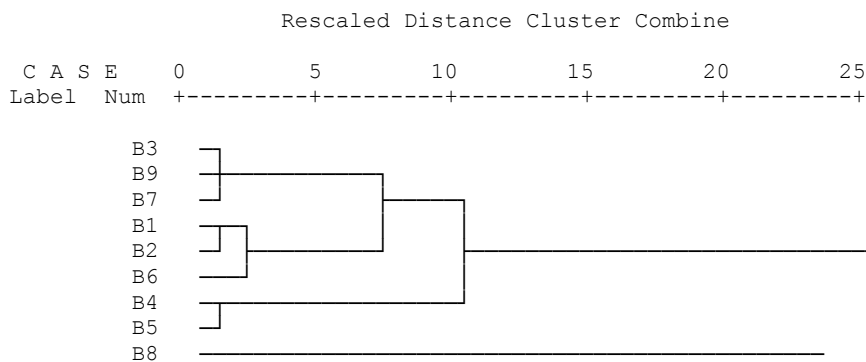 Rescaled Distance Cluster Combine
C A S E 0 5 10 15 20 25
Label Num +---------+---------+---------+---------+---------+
B3
B9
B7
B1
B2
B6
B4
B5
B8